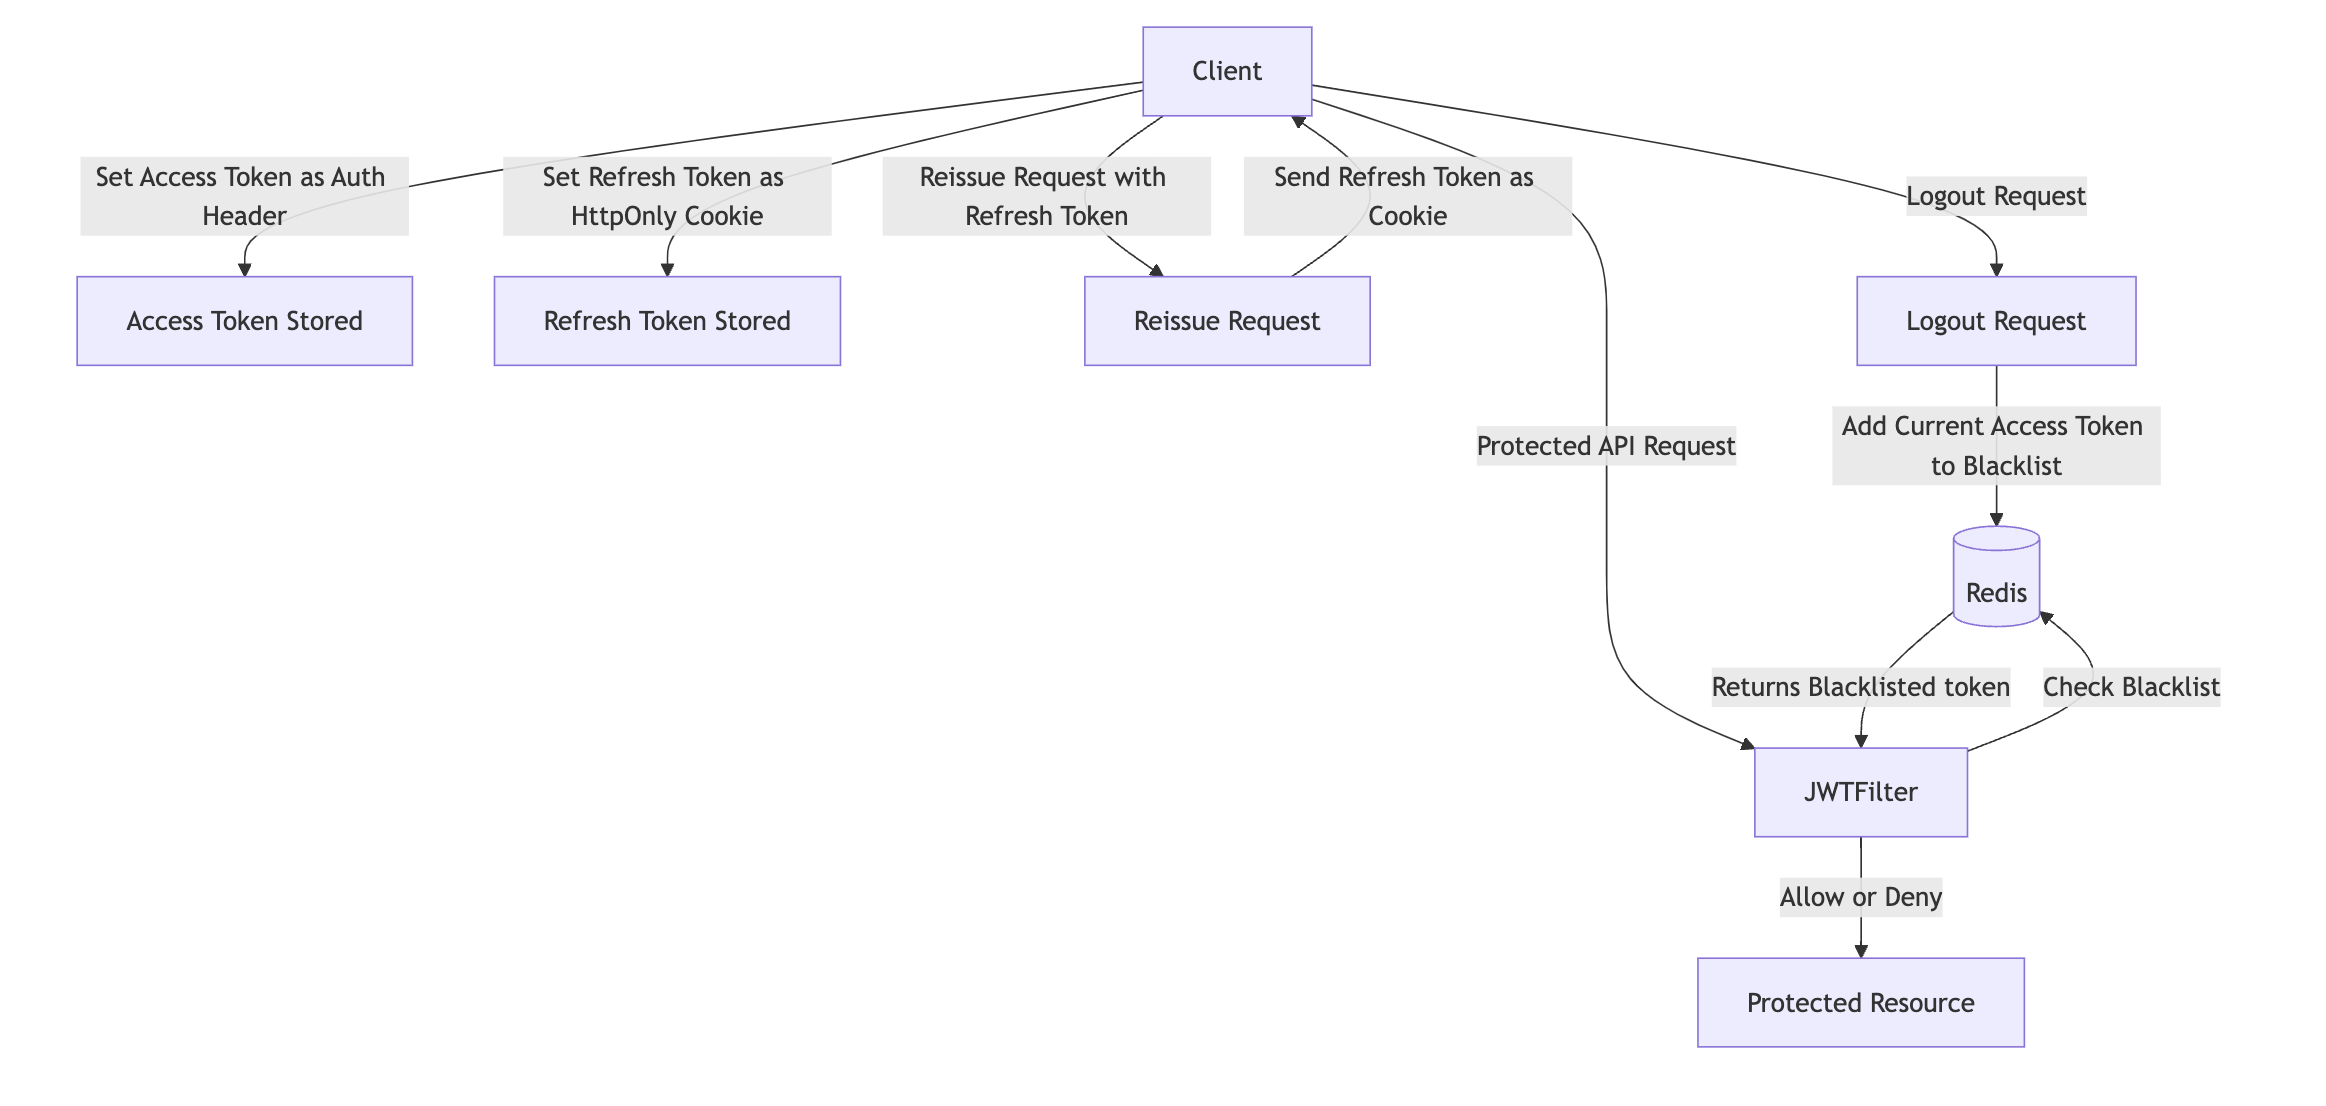 Client
Set Access Token as Auth
Header
Set Refresh Token as
HttpOnly Cookie
Reissue Request with
Refresh Token
Send Refresh Token as
Cookie
Logout Request
Access Token Stored
Refresh Token Stored
Reissue Request
Logout Request
Protected API Request
Add Current Access Token
to Blacklist
Redis
Returns Blacklisted token
Check Blacklist
JWTFilter
Allow or Deny
Protected Resource